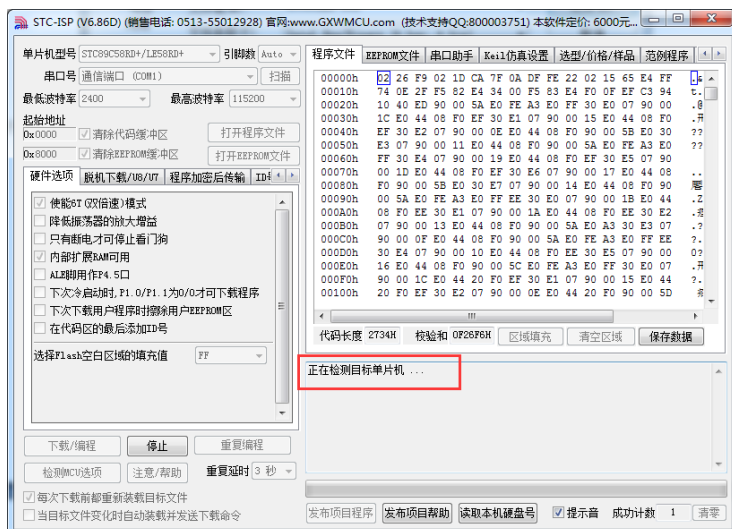 STC-ISP (V6.86D) (销售电话: 0513-55012928) 官网:www.GXWMCU.com (技术支持QQ:800003751) 本软件定价: 6000元...
单片机型号 STC89C58RD+/LE58RD+ 引脚数 Auto
串口号 通信端口 (COM1) 扫描
最低波特率 2400 最高波特率 115200
起始地址
0x0000 清除代码缓冲区 打开程序文件
0x8000 清除EEPROM缓冲区 打开EEPROM文件
硬件选项 脱机下载/U8/U7 程序加密后传输
使能6T(双倍速)模式
降低振荡器的放大增益
只有断电才可停止看门狗
内部扩展RAM可用
ALE脚用作P4.5口
下次冷启动时,P1.0/P1.1为0/0才可下载程序
下次下载用户程序时擦除用户EEPROM区
在代码区的最后添加ID号
选择Flash空白区域的填充值 FF
下载/编程 停止 重复编程
检测MCU选项 注意/帮助 重复延时 3 秒
每次下载前都重新装载目标文件
当目标文件变化时自动装载并发送下载命令
程序文件 EEPROM文件 串口助手 Keil仿真设置 选型/价格/样品 范例程序
00000h 02 26 F9 02 1D CA 7F 0A DF FE 22 02 15 65 E4 FF
00010h 74 0E 2F F5 82 E4 34 00 F5 83 E4 F0 0F EF C3 94
00020h 10 40 ED 90 00 5A E0 FE A3 E0 FF 30 E0 07 90 00
00030h 1C E0 44 08 F0 EF 30 E1 07 90 00 15 E0 44 08 F0
00040h EF 30 E2 07 90 00 0E E0 44 08 F0 90 00 5B E0 30
00050h E3 07 90 00 11 E0 44 08 F0 90 00 5A E0 FE A3 E0
00060h FF 30 E4 07 90 00 19 E0 44 08 F0 EF 30 E5 07 90
00070h 00 1D E0 44 08 F0 EF 30 E6 07 90 00 17 E0 44 08
00080h F0 90 00 5B E0 30 E7 07 90 00 14 E0 44 08 F0 90
00090h 00 5A E0 FE A3 E0 FF EE 30 E0 07 90 00 1B E0 44
000A0h 08 F0 EE 30 E1 07 90 00 1A E0 44 08 F0 EE 30 E2
000B0h 07 90 00 13 E0 44 08 F0 90 00 5A E0 A3 30 E3 07
000C0h 90 00 0F E0 44 08 F0 90 00 5A E0 FE A3 E0 FF EE
000D0h 30 E4 07 90 00 10 E0 44 08 F0 EE 30 E5 07 90 00
000E0h 16 E0 44 08 F0 90 00 5C E0 FE A3 E0 FF 30 E0 07
000F0h 90 00 1C E0 44 20 F0 EF 30 E1 07 90 00 15 E0 44
00100h 20 F0 EF 30 E2 07 90 00 0E E0 44 20 F0 90 00 5D
代码长度 2734H 校验和 0F26F6H 区域填充 清空区域 保存数据
正在检测目标单片机 ...
发布项目程序 发布项目帮助 读取本机硬盘号 提示音 成功计数 1 清零